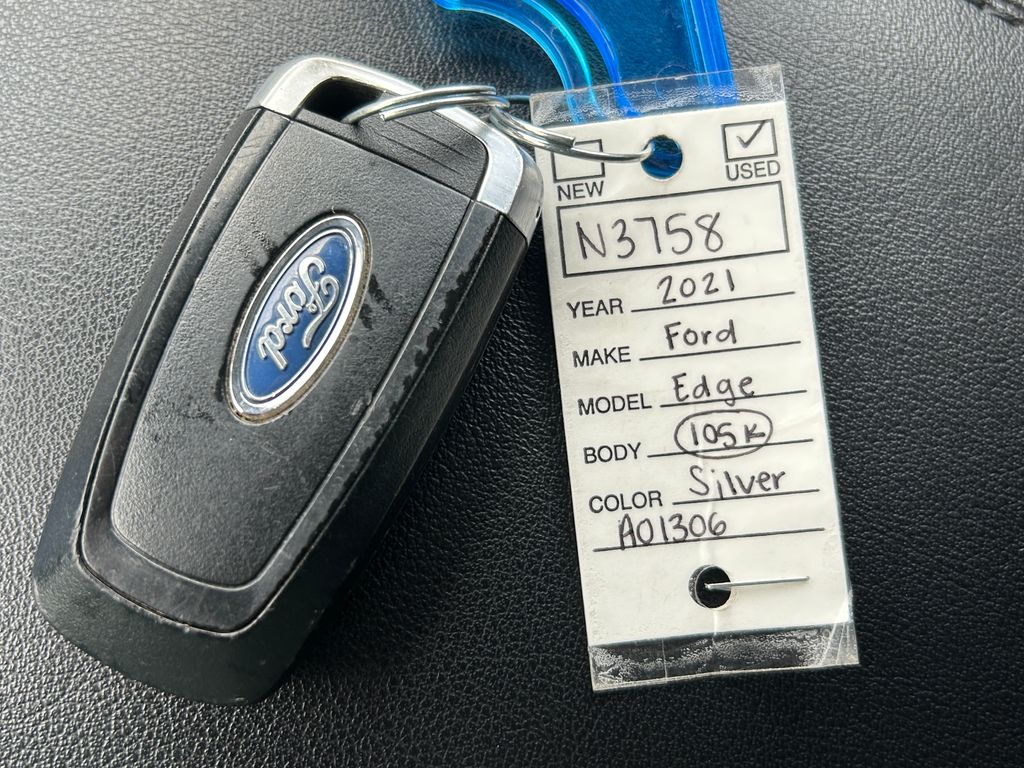 Ford
NEW
USED
N3758
YEAR 2021
MAKE Ford
MODEL Edge
BODY 105K
COLOR Silver
A01306